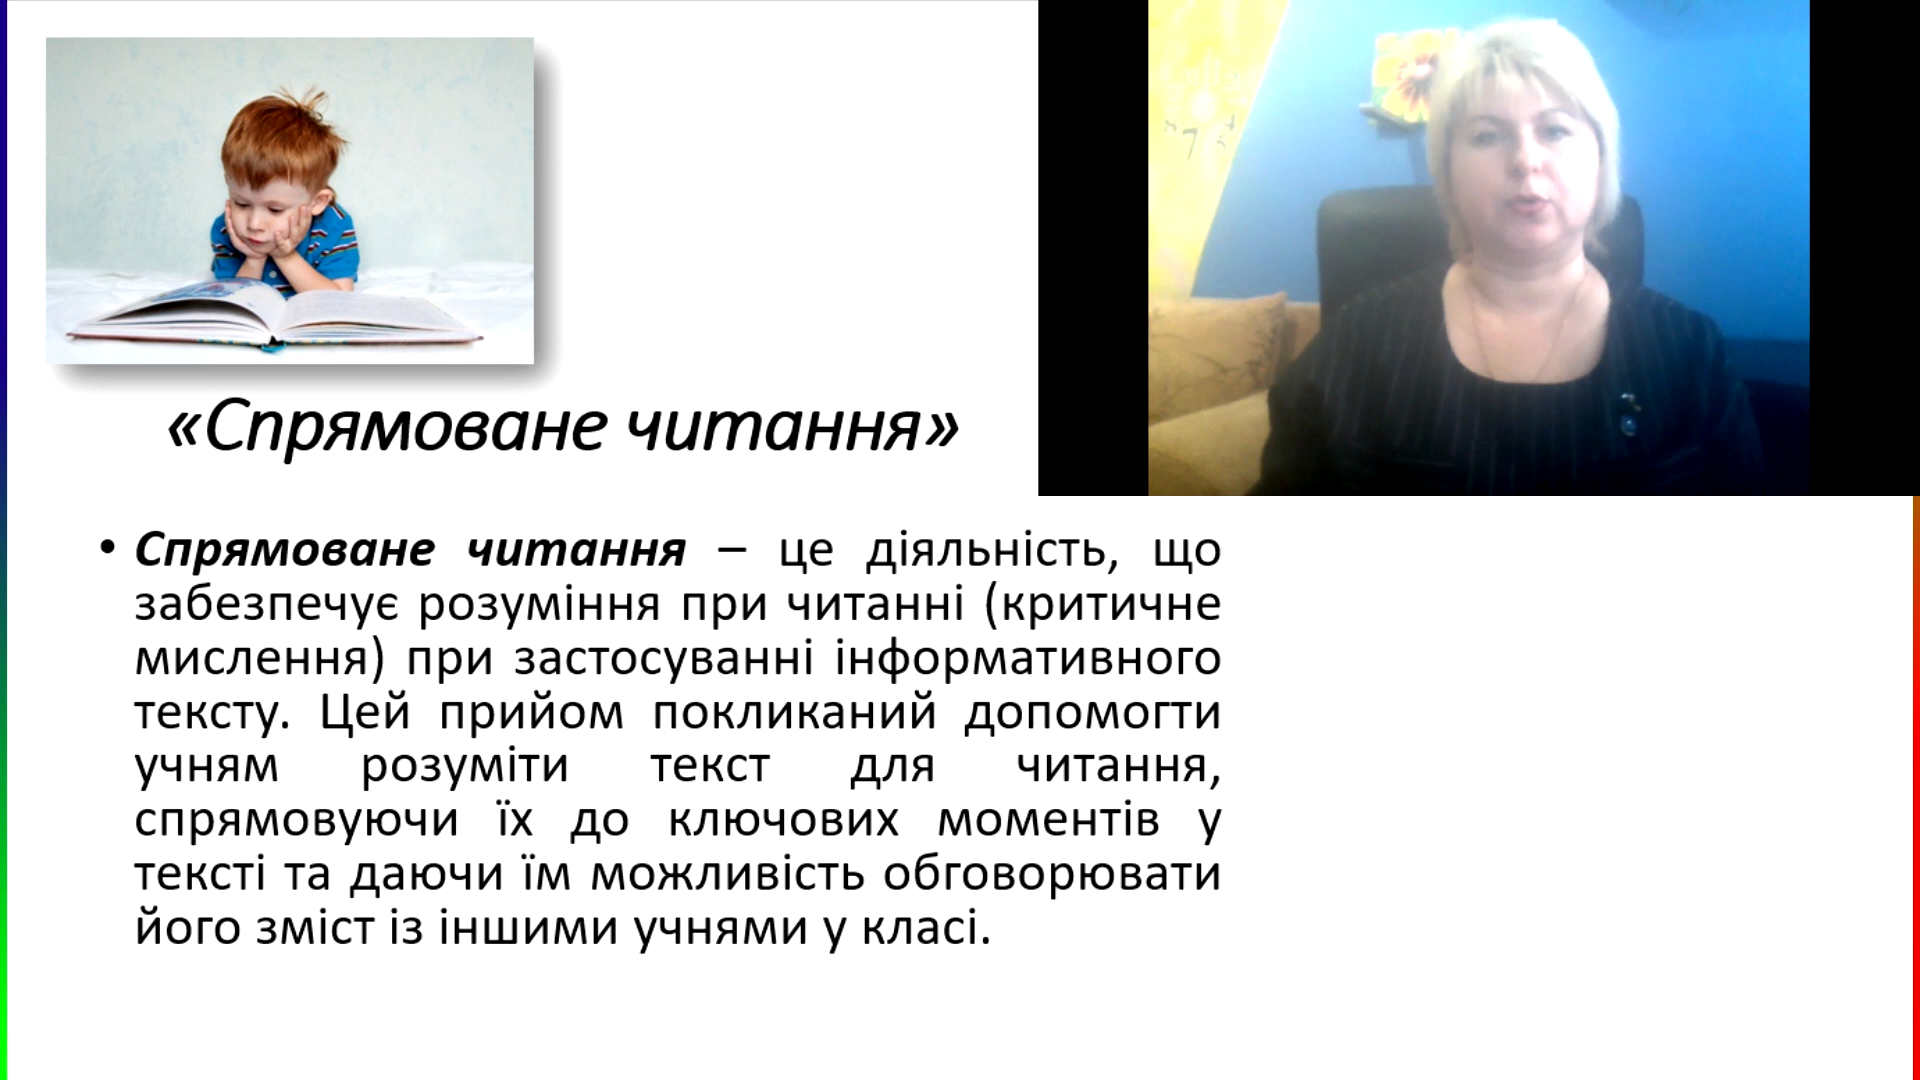 «Спрямоване читання»
• Спрямоване читання – це діяльність, що
забезпечує розуміння при читанні (критичне
мислення) при застосуванні інформативного
тексту. Цей прийом покликаний допомогти
учням розуміти текст для читання,
спрямовуючи їх до ключових моментів у
тексті та даючи їм можливість обговорювати
його зміст із іншими учнями у класі.